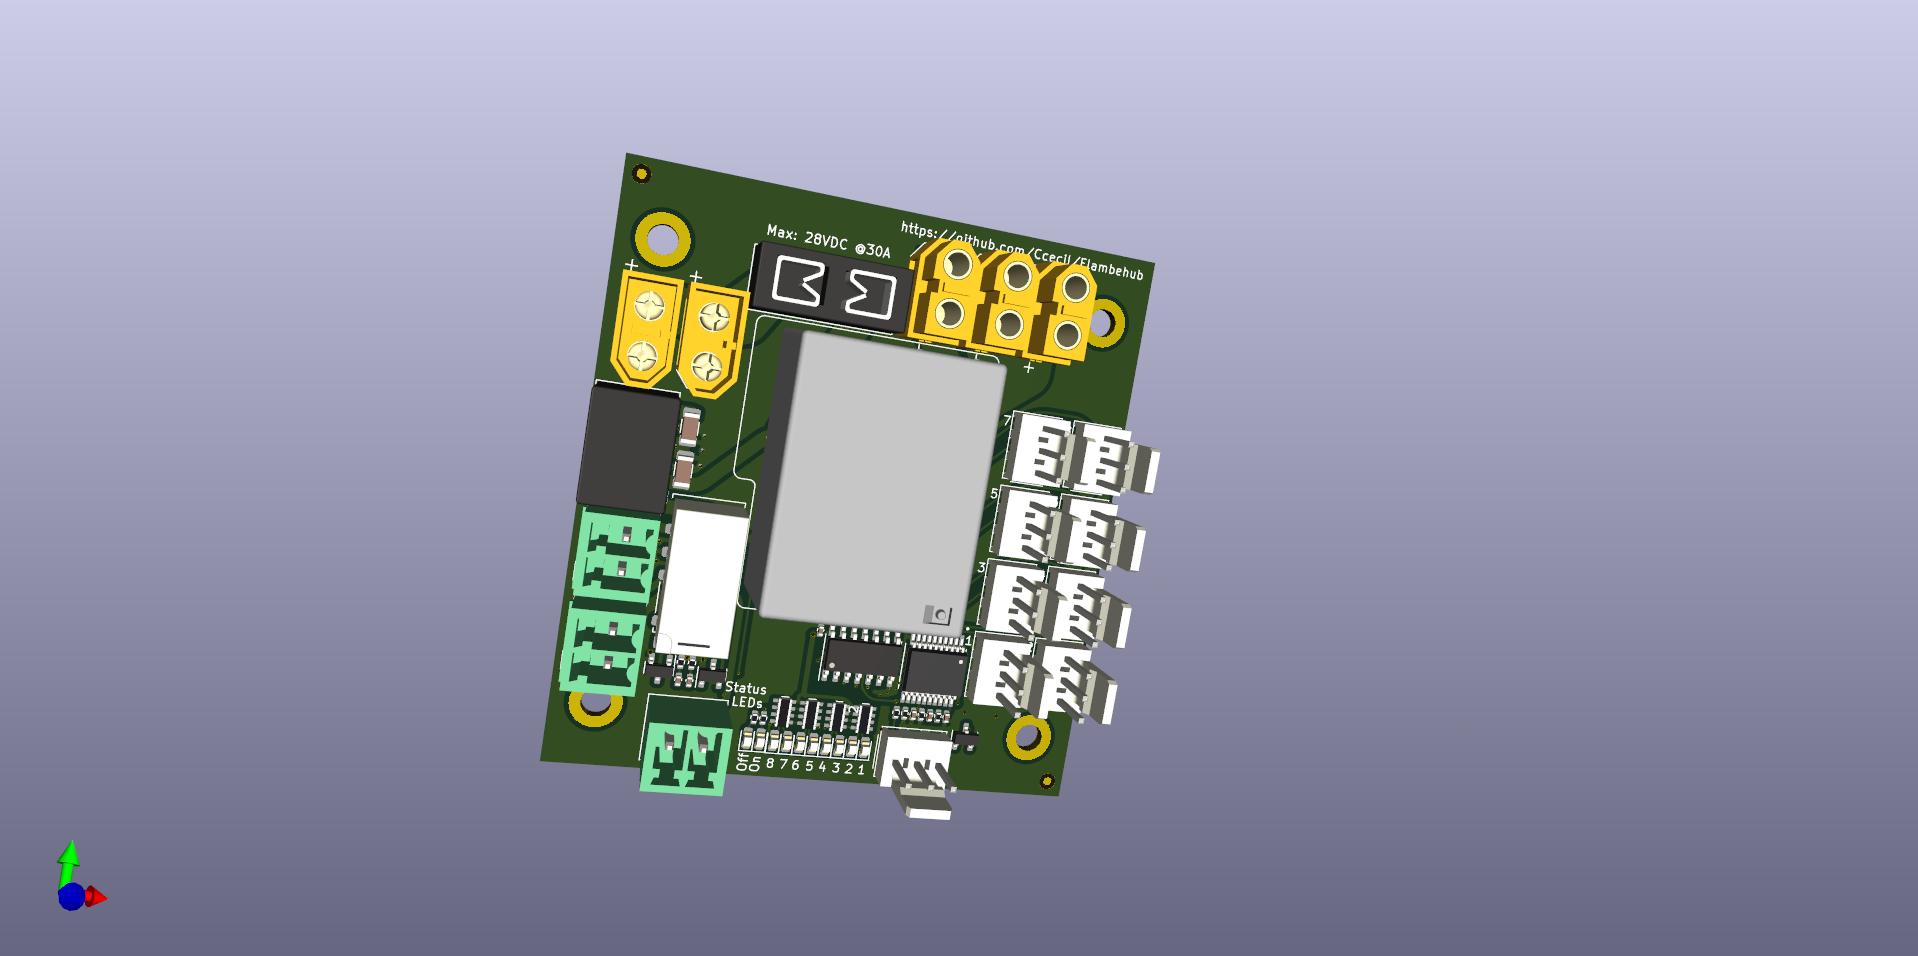 https://github.com/Ccecil/Flambehub
Max: 28VDC @30A
+ +
+
7
5
3
1
Status
LEDs
Off On 8 7 6 5 4 3 2 1